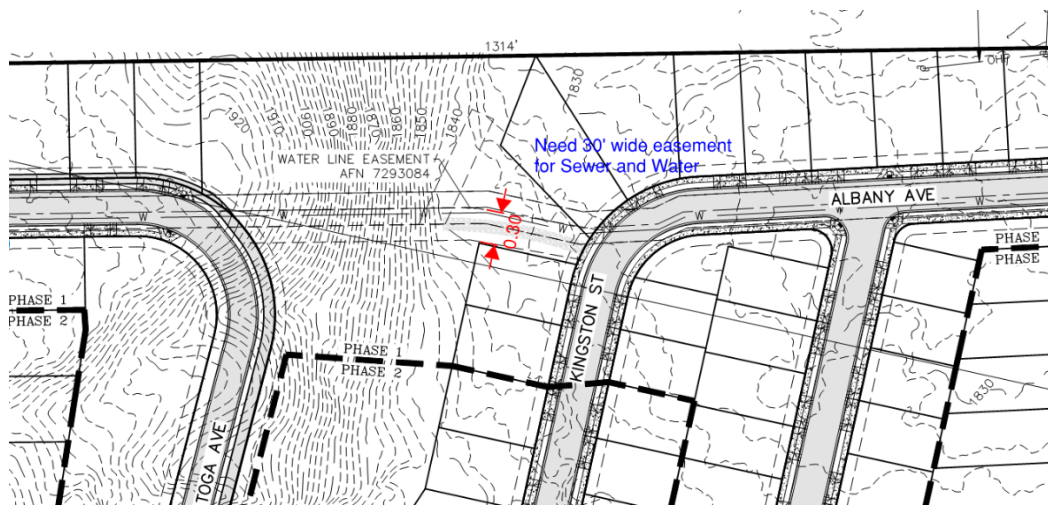 1314'
OHP
1830
1840
1850
1860
1870
1880
1890
1900
1910
1920
Need 30' wide easement
for Sewer and Water
WATER LINE EASEMENT
AFN 7293084
ALBANY AVE
W
W
W
W
W
0.30
PHASE 1
PHASE
PHASE 1
PHASE 2
PHASE 1
PHASE 2
KINGSTON ST
W
1830
TOGA AVE